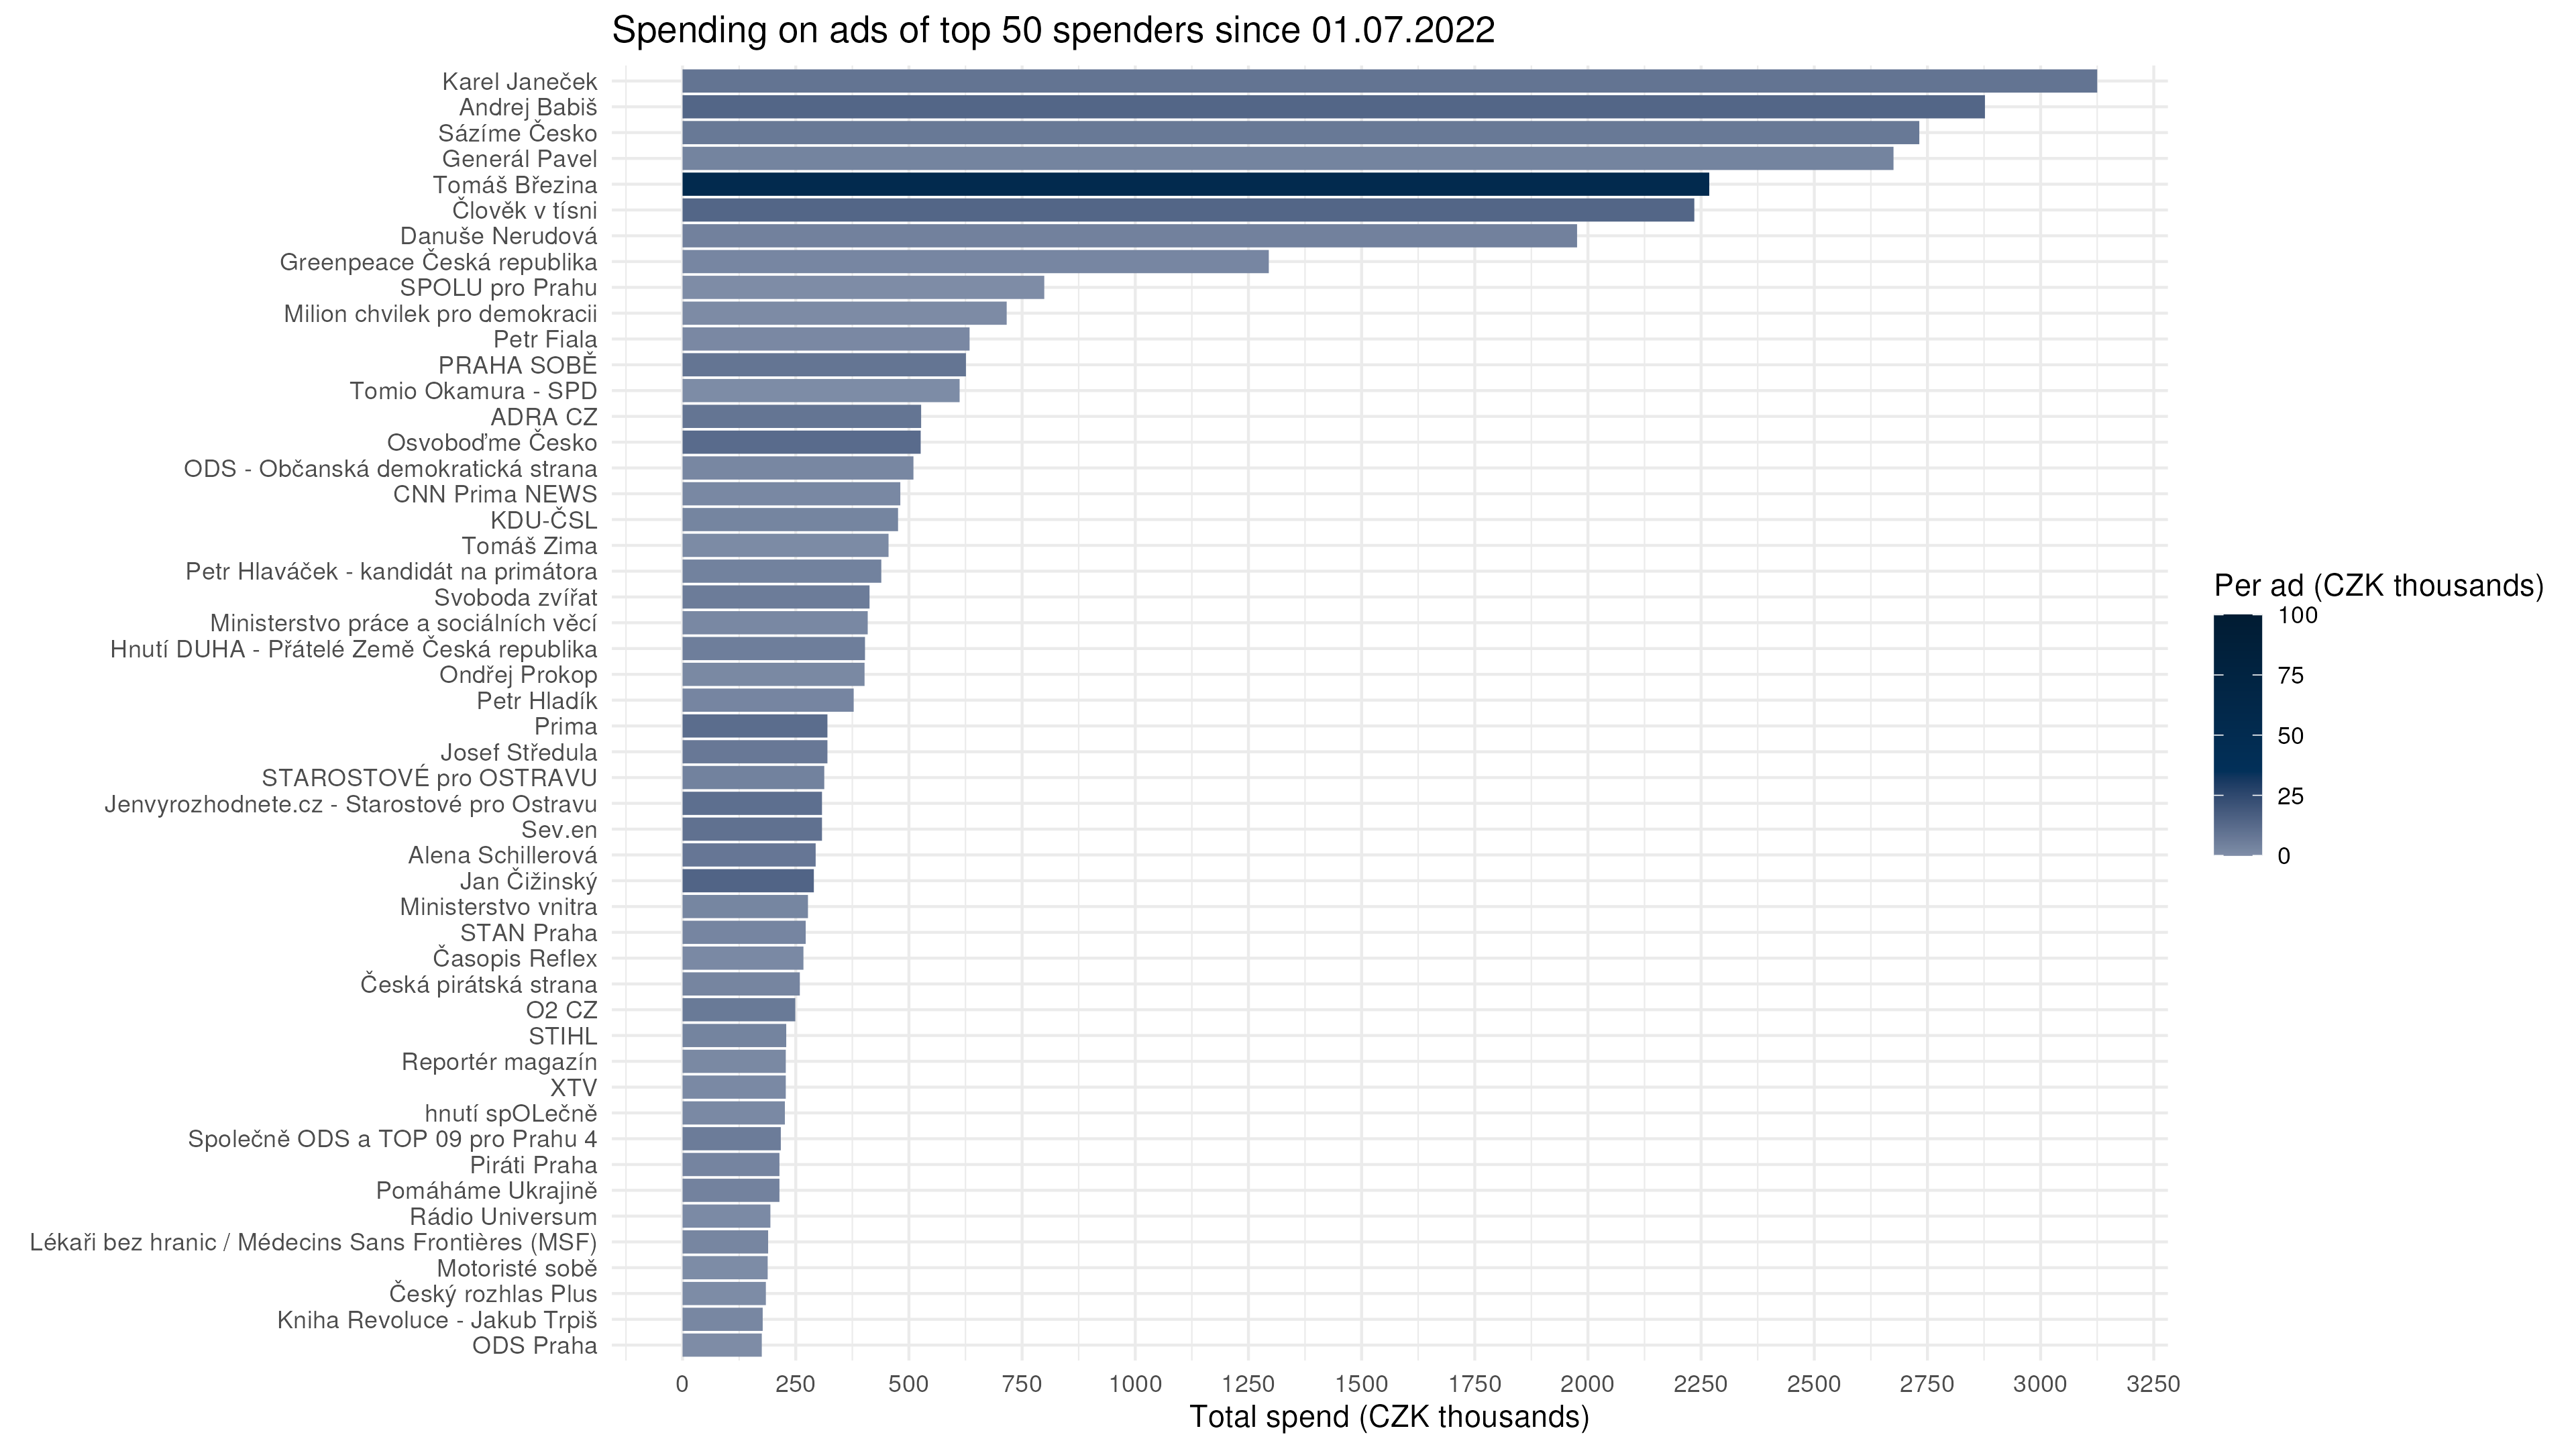 Spending on ads of top 50 spenders since 01.07.2022
Karel Janeček
Andrej Babiš
Sázíme Česko
Generál Pavel
Tomáš Březina
Člověk v tísni
Danuše Nerudová
Greenpeace Česká republika
SPOLU pro Prahu
Milion chvilek pro demokracii
Petr Fiala
PRAHA SOBĚ
Tomio Okamura - SPD
ADRA CZ
Osvoboďme Česko
ODS - Občanská demokratická strana
CNN Prima NEWS
KDU-ČSL
Tomáš Zima
Petr Hlaváček - kandidát na primátora
Svoboda zvířat
Ministerstvo práce a sociálních věcí
Hnutí DUHA - Přátelé Země Česká republika
Ondřej Prokop
Petr Hladík
Prima
Josef Středula
STAROSTOVÉ pro OSTRAVU
Jenvyrozhodnete.cz - Starostové pro Ostravu
Sev.en
Alena Schillerová
Jan Čižinský
Ministerstvo vnitra
STAN Praha
Časopis Reflex
Česká pirátská strana
O2 CZ
STIHL
Reportér magazín
XTV
hnutí spOLečně
Společně ODS a TOP 09 pro Prahu 4
Piráti Praha
Pomáháme Ukrajině
Rádio Universum
Lékaři bez hranic / Médecins Sans Frontières (MSF)
Motoristé sobě
Český rozhlas Plus
Kniha Revoluce - Jakub Trpiš
ODS Praha
0 250 500 750 1000 1250 1500 1750 2000 2250 2500 2750 3000 3250
Total spend (CZK thousands)
Per ad (CZK thousands)
100
75
50
25
0